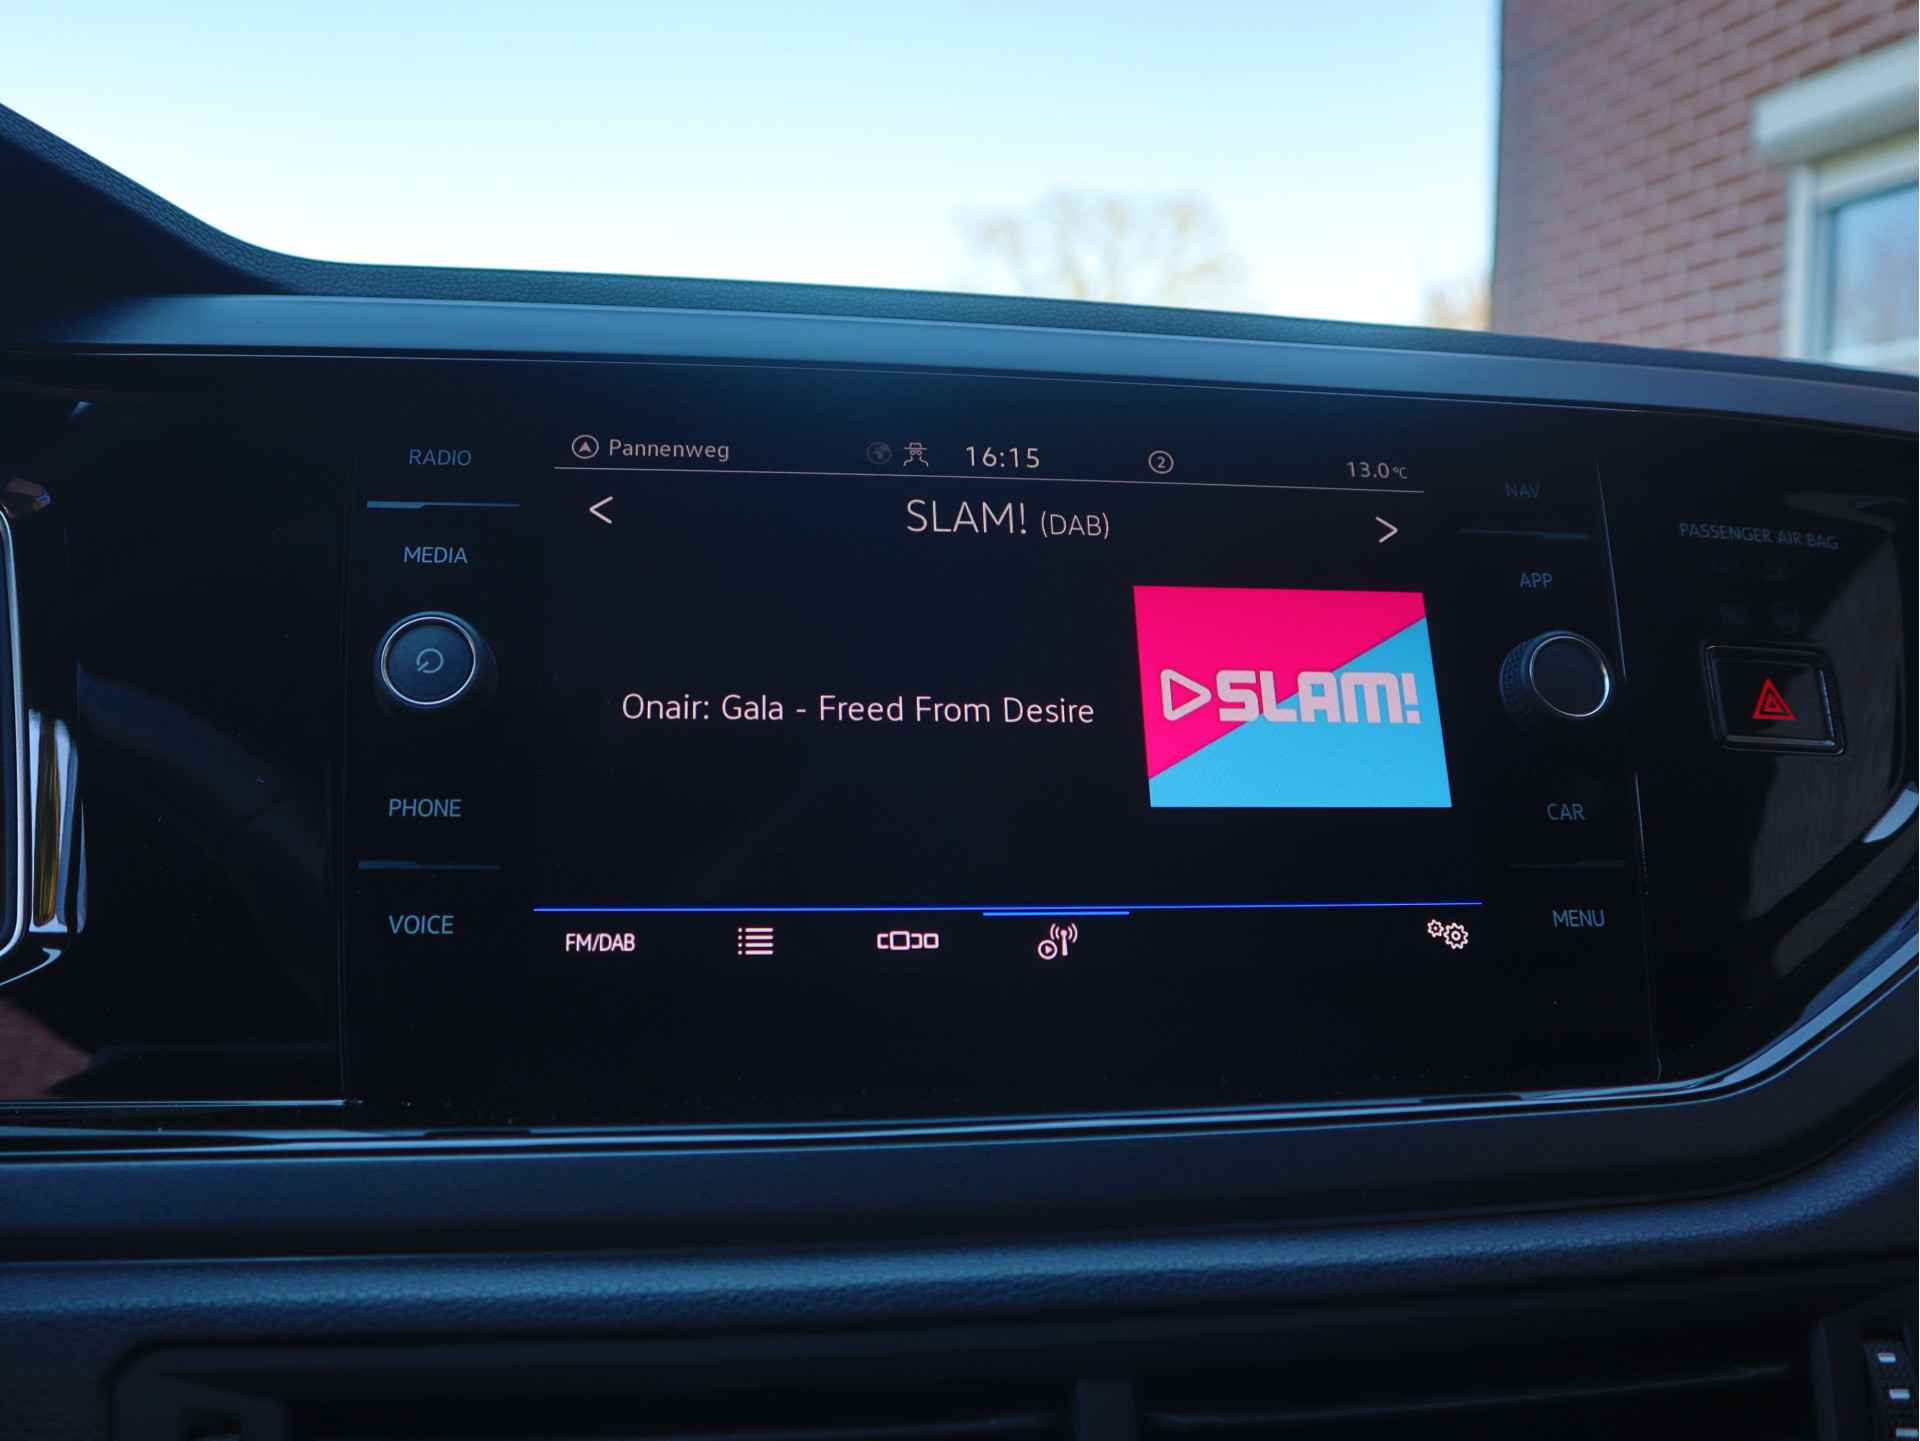 RADIO
MEDIA
PHONE
VOICE
Pannenweg
16:15
2
13.0°C
< SLAM! (DAB) >
Onair: Gala - Freed From Desire
SLAM!
FM/DAB
NAV
APP
CAR
MENU
PASSENGER AIR BAG